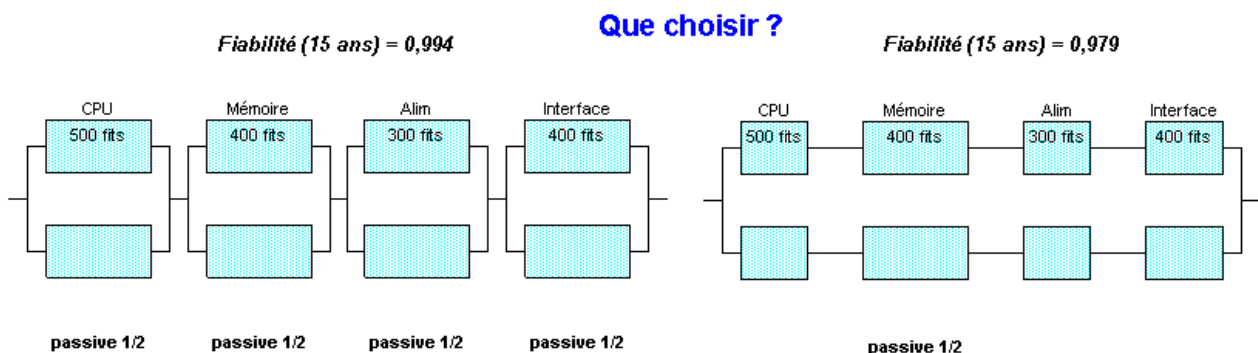 Que choisir ?
Fiabilité (15 ans) = 0,994
Fiabilité (15 ans) = 0,979
CPU
Mémoire
Alim
Interface
500 fits
400 fits
300 fits
400 fits
passive 1/2
passive 1/2
passive 1/2
passive 1/2
CPU
Mémoire
Alim
Interface
500 fits
400 fits
300 fits
400 fits
passive 1/2